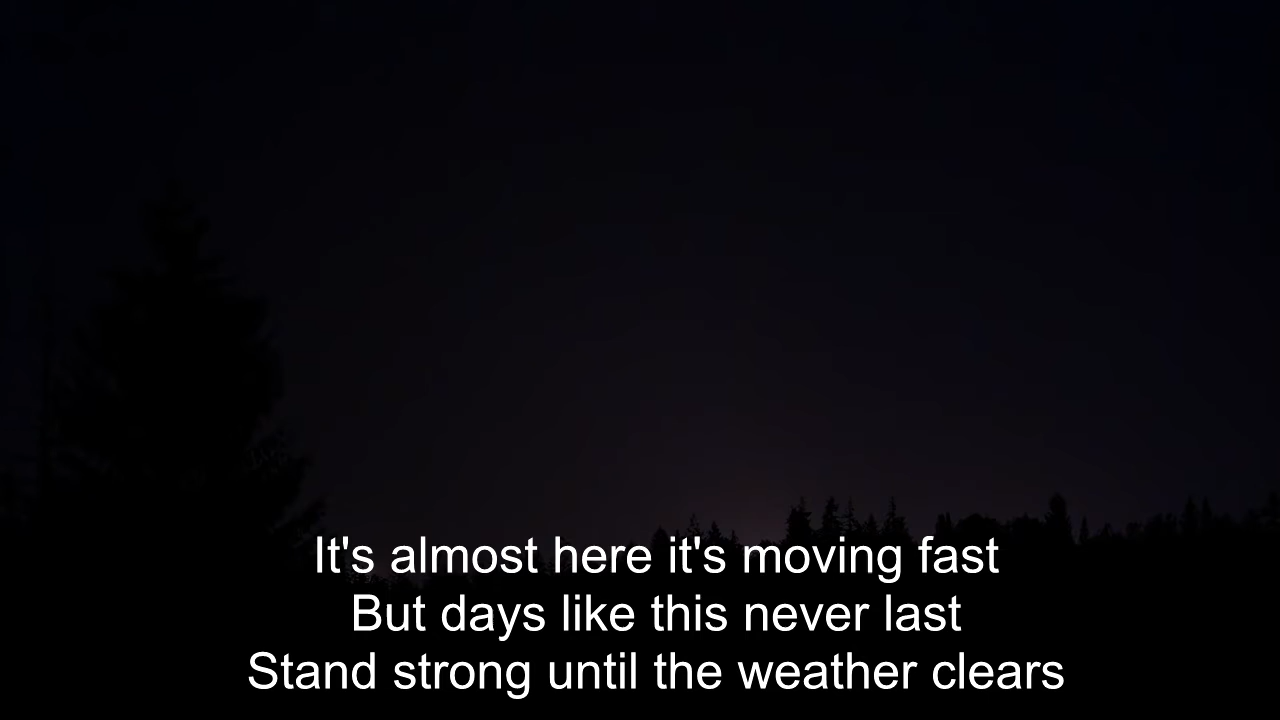 It's almost here it's moving fast
But days like this never last
Stand strong until the weather clears